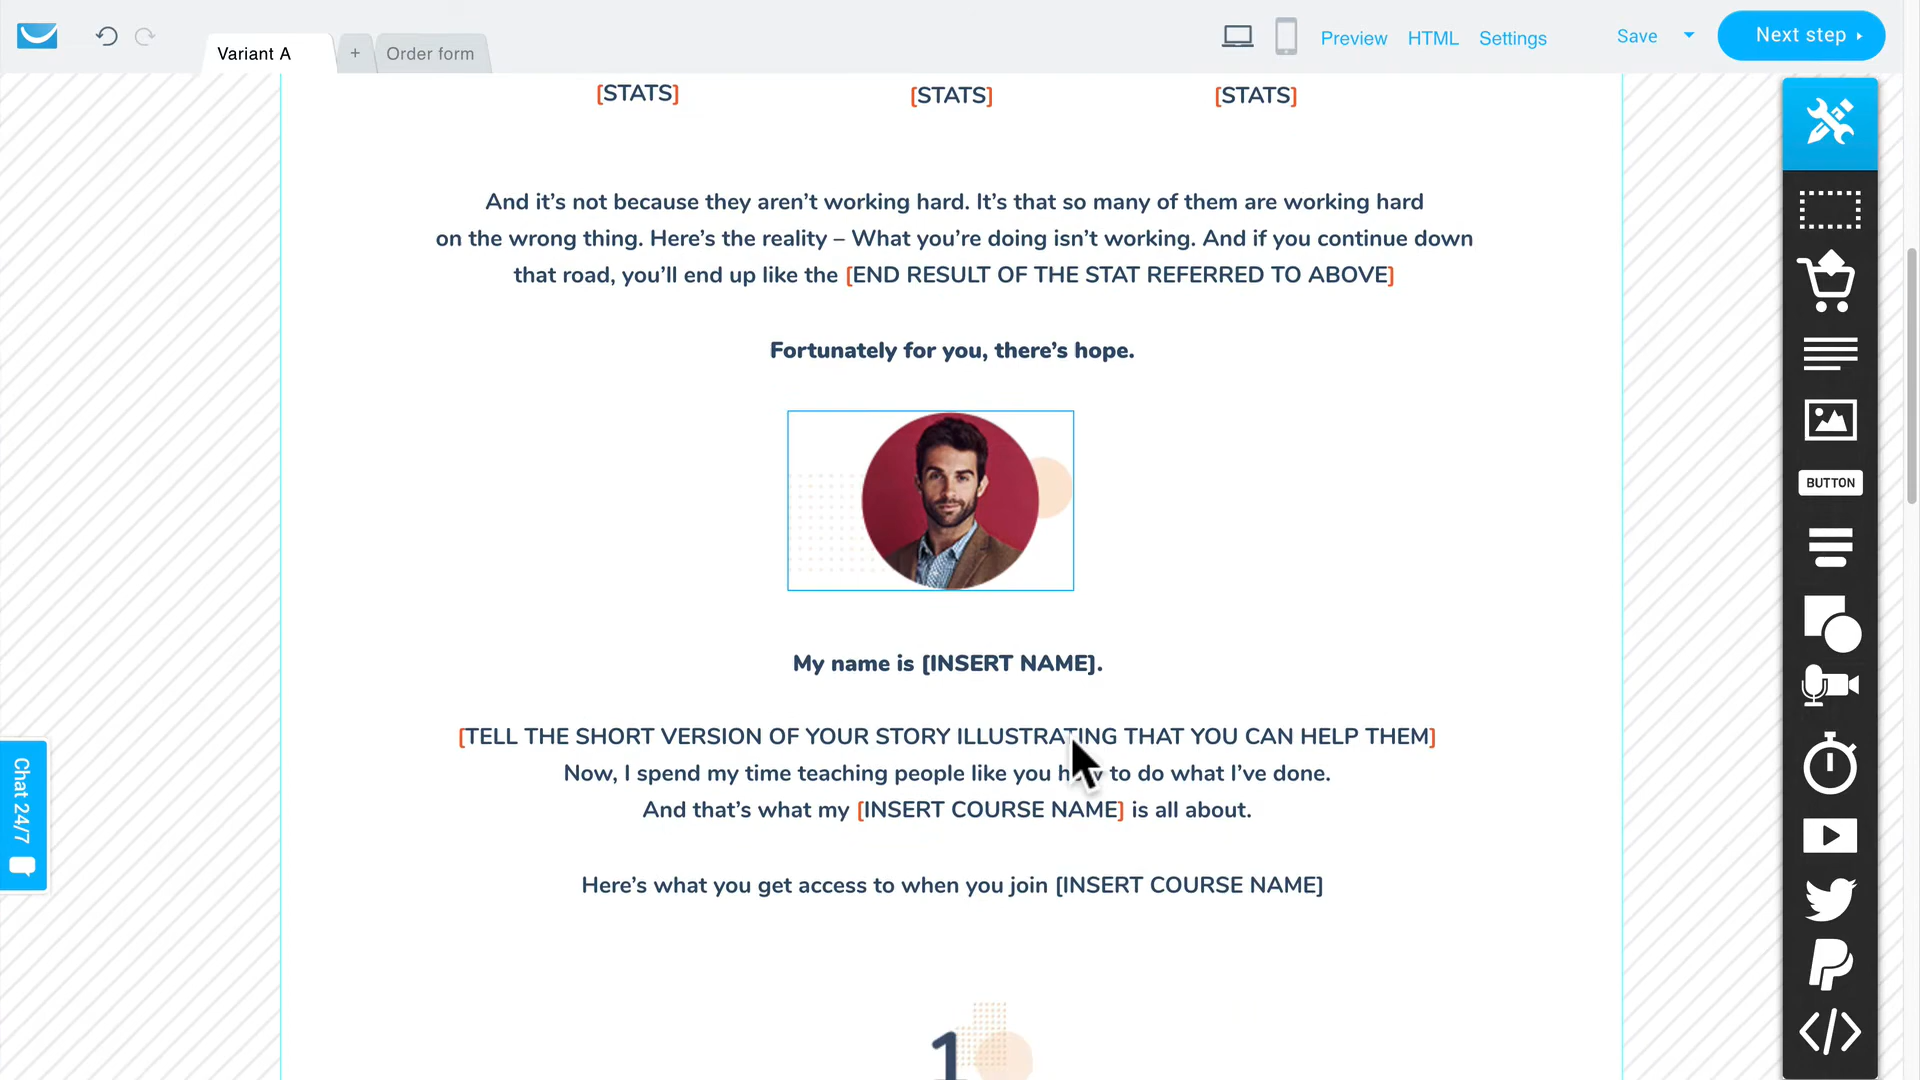 Variant A
+
Order form
Preview
HTML
Settings
Save
Next step
[STATS]
[STATS]
[STATS]
And it’s not because they aren’t working hard. It’s that so many of them are working hard
on the wrong thing. Here’s the reality – What you’re doing isn’t working. And if you continue down
that road, you’ll end up like the [END RESULT OF THE STAT REFERRED TO ABOVE]
Fortunately for you, there’s hope.
BUTTON
My name is [INSERT NAME].
[TELL THE SHORT VERSION OF YOUR STORY ILLUSTRATING THAT YOU CAN HELP THEM]
Now, I spend my time teaching people like you how to do what I’ve done.
And that’s what my [INSERT COURSE NAME] is all about.
Chat 24/7
Here’s what you get access to when you join [INSERT COURSE NAME]
1